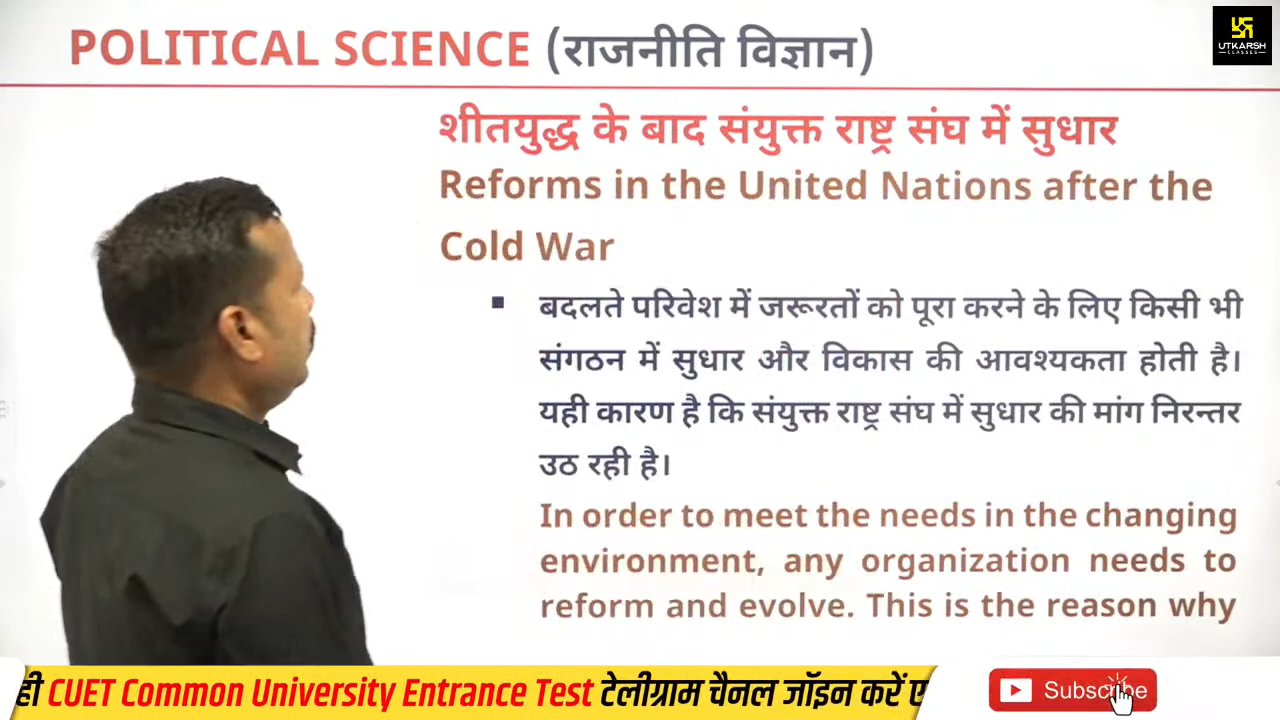 POLITICAL SCIENCE (राजनीति विज्ञान)
UTKARSH
CLASSES
शीतयुद्ध के बाद संयुक्त राष्ट्र संघ में सुधार
Reforms in the United Nations after the
Cold War
▪ बदलते परिवेश में जरूरतों को पूरा करने के लिए किसी भी
संगठन में सुधार और विकास की आवश्यकता होती है।
यही कारण है कि संयुक्त राष्ट्र संघ में सुधार की मांग निरन्तर
उठ रही है।
In order to meet the needs in the changing
environment, any organization needs to
reform and evolve. This is the reason why
ही CUET Common University Entrance Test टेलीग्राम चैनल जॉइन करें ए
Subscribe